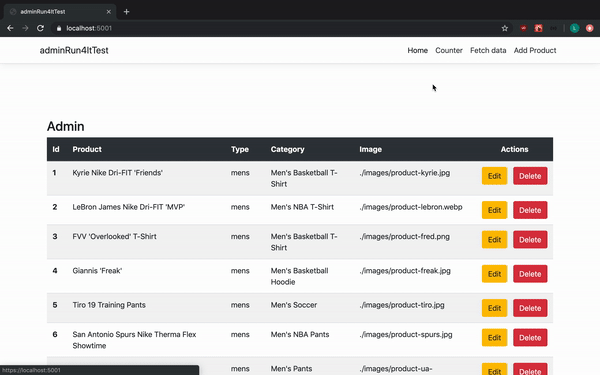 adminRun4ItTest
localhost:5001
adminRun4ItTest
Home Counter Fetch data Add Product
Admin
Id Product Type Category Image Actions
1 Kyrie Nike Dri-FIT 'Friends' mens Men's Basketball T-Shirt ./images/product-kyrie.jpg Edit Delete
2 LeBron James Nike Dri-FIT 'MVP' mens Men's NBA T-Shirt ./images/product-lebron.webp Edit Delete
3 FVV 'Overlooked' T-Shirt mens Men's Basketball T-Shirt ./images/product-fred.png Edit Delete
4 Giannis 'Freak' mens Men's Basketball Hoodie ./images/product-freak.jpg Edit Delete
5 Tiro 19 Training Pants mens Men's Soccer ./images/product-tiro.jpg Edit Delete
6 San Antonio Spurs Nike Therma Flex Showtime mens Men's NBA Pants ./images/product-spurs.jpg Edit Delete
mens Men's Pants ./images/product-ua- Edit Delete
https://localhost:5001